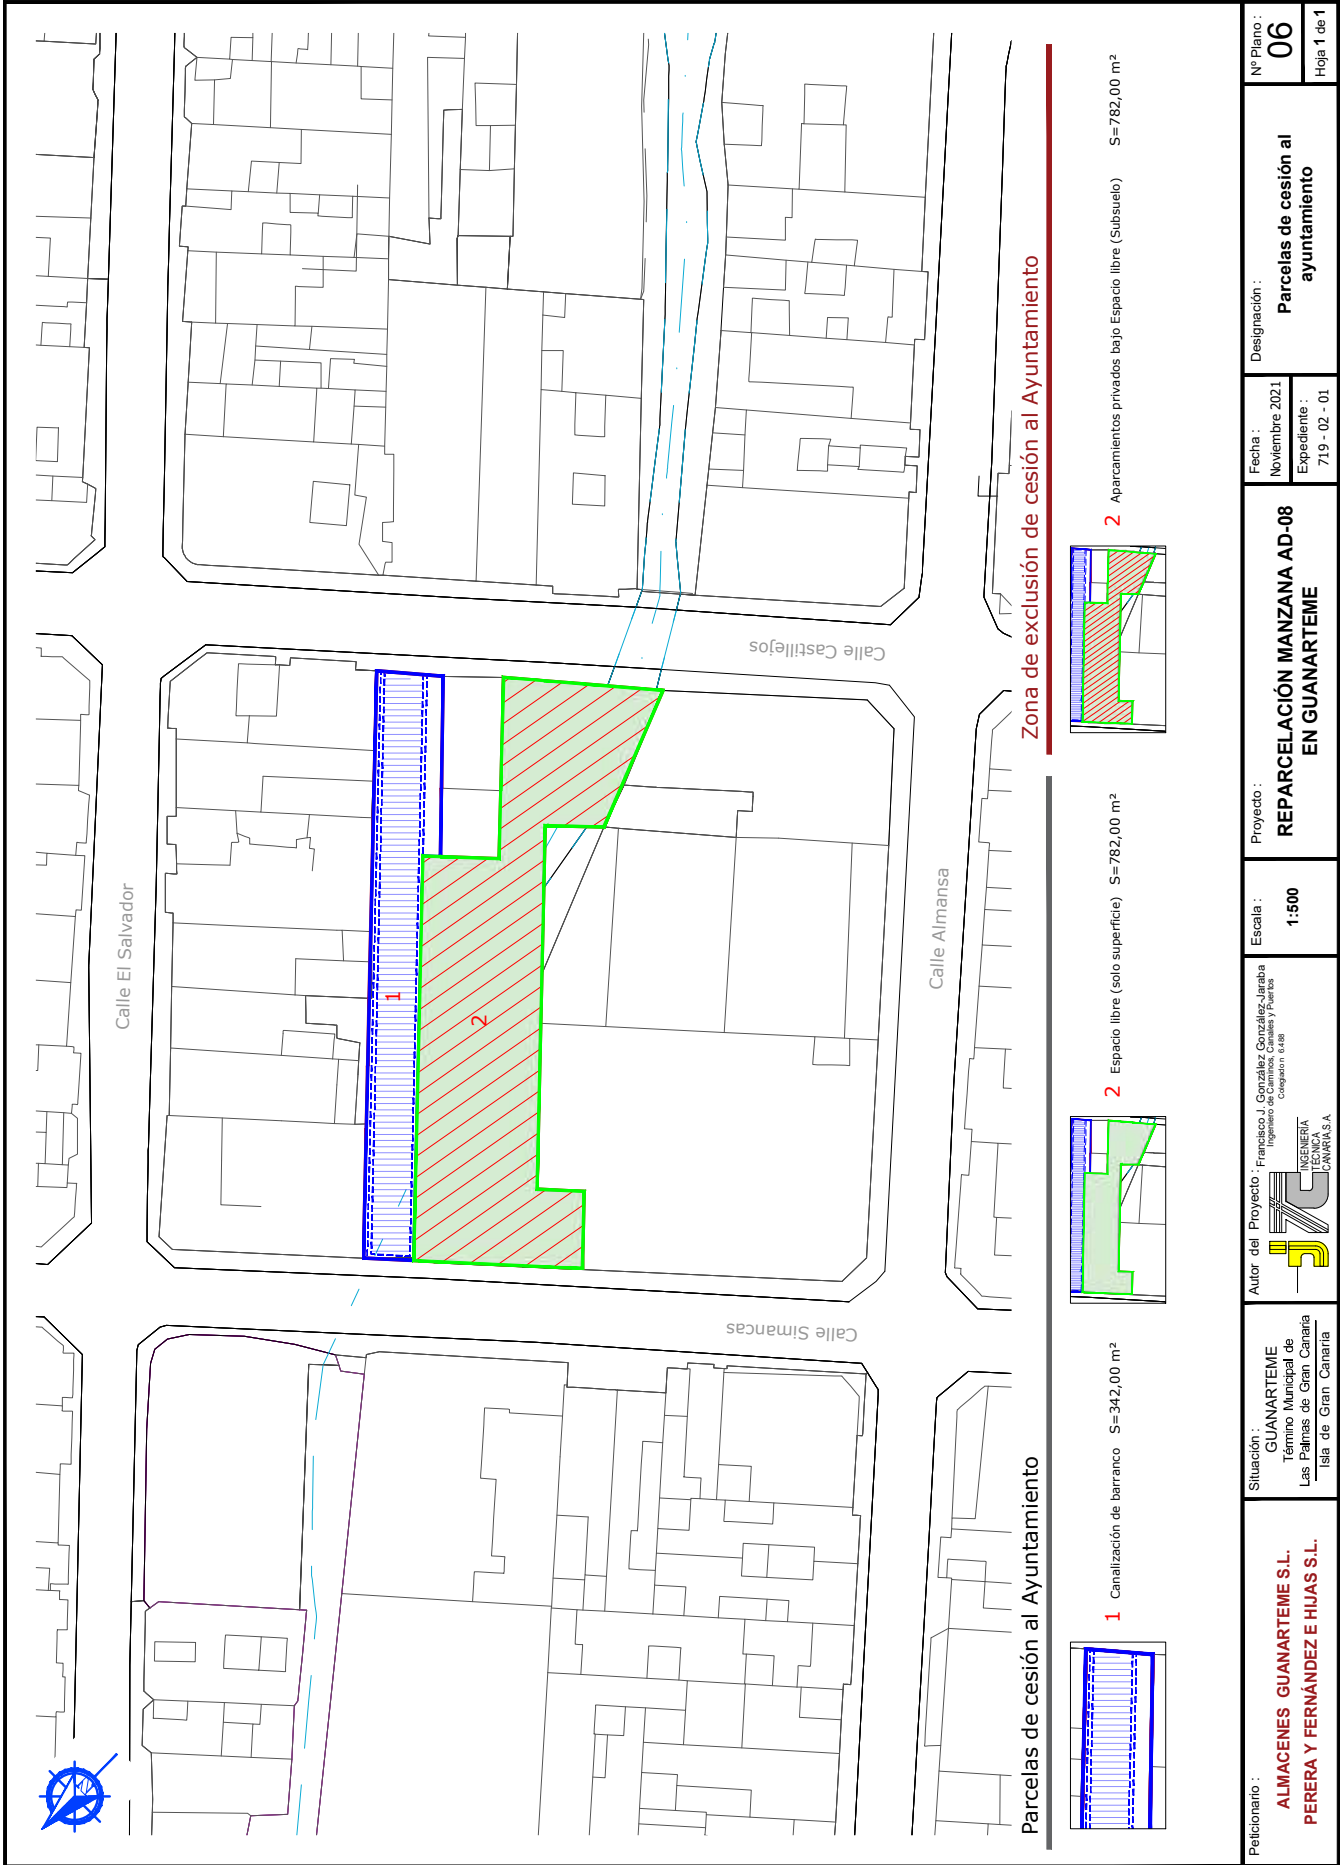 Calle El Salvador
Calle Castillejos
Calle Almansa
Calle Simancas
1
2
Parcelas de cesión al Ayuntamiento
1 Canalización de barranco S=342,00 m²
2 Espacio libre (solo superficie) S=782,00 m²
Zona de exclusión de cesión al Ayuntamiento
2 Aparcamientos privados bajo Espacio libre (Subsuelo) S=782,00 m²
Peticionario :
ALMACENES GUANARTEME S.L.
PERERA Y FERNÁNDEZ E HIJAS S.L.
Situación :
GUANARTEME
Término Municipal de
Las Palmas de Gran Canaria
Isla de Gran Canaria
Autor del Proyecto : Francisco J. González González-Jaraba
Ingeniero de Caminos, Canales y Puertos
Colegiado n 6.488
INGENIERIA
TÉCNICA
CANARIA,S.A.
Escala :
1:500
Proyecto :
REPARCELACIÓN MANZANA AD-08
EN GUANARTEME
Fecha :
Noviembre 2021
Expediente :
719 - 02 - 01
Designación :
Parcelas de cesión al
ayuntamiento
Nº Plano :
06
Hoja 1 de 1